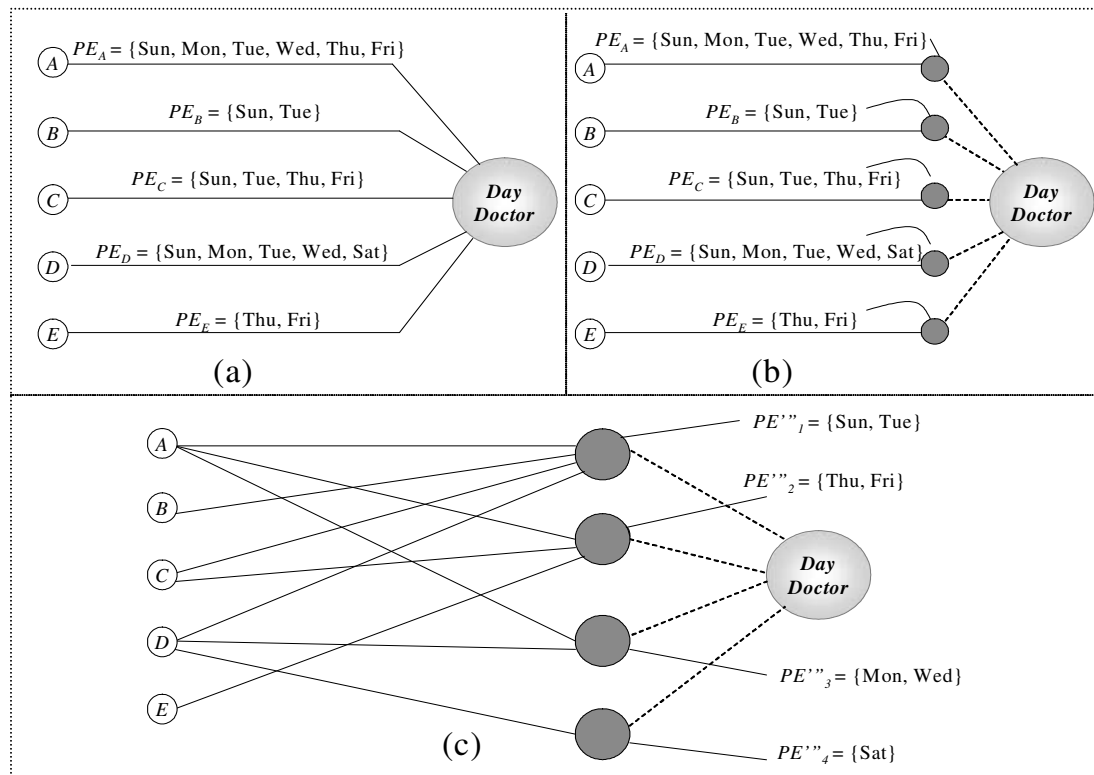 PE_A = {Sun, Mon, Tue, Wed, Thu, Fri}
A
PE_B = {Sun, Tue}
B
PE_C = {Sun, Tue, Thu, Fri}
C
Day
Doctor
PE_D = {Sun, Mon, Tue, Wed, Sat}
D
PE_E = {Thu, Fri}
E
(a)
PE_A = {Sun, Mon, Tue, Wed, Thu, Fri}
A
PE_B = {Sun, Tue}
B
PE_C = {Sun, Tue, Thu, Fri}
C
Day
Doctor
PE_D = {Sun, Mon, Tue, Wed, Sat}
D
PE_E = {Thu, Fri}
E
(b)
A
B
C
D
E
PE’”_1 = {Sun, Tue}
PE’”_2 = {Thu, Fri}
Day
Doctor
PE’”_3 = {Mon, Wed}
PE’”_4 = {Sat}
(c)